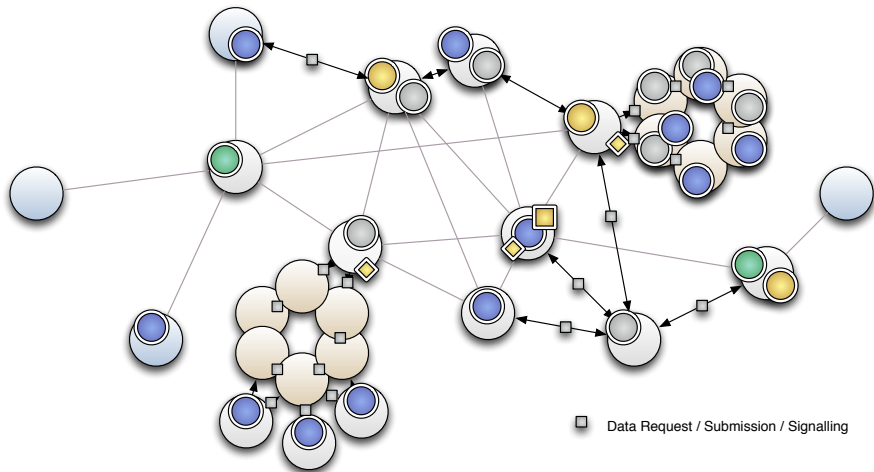 Data Request / Submission / Signalling